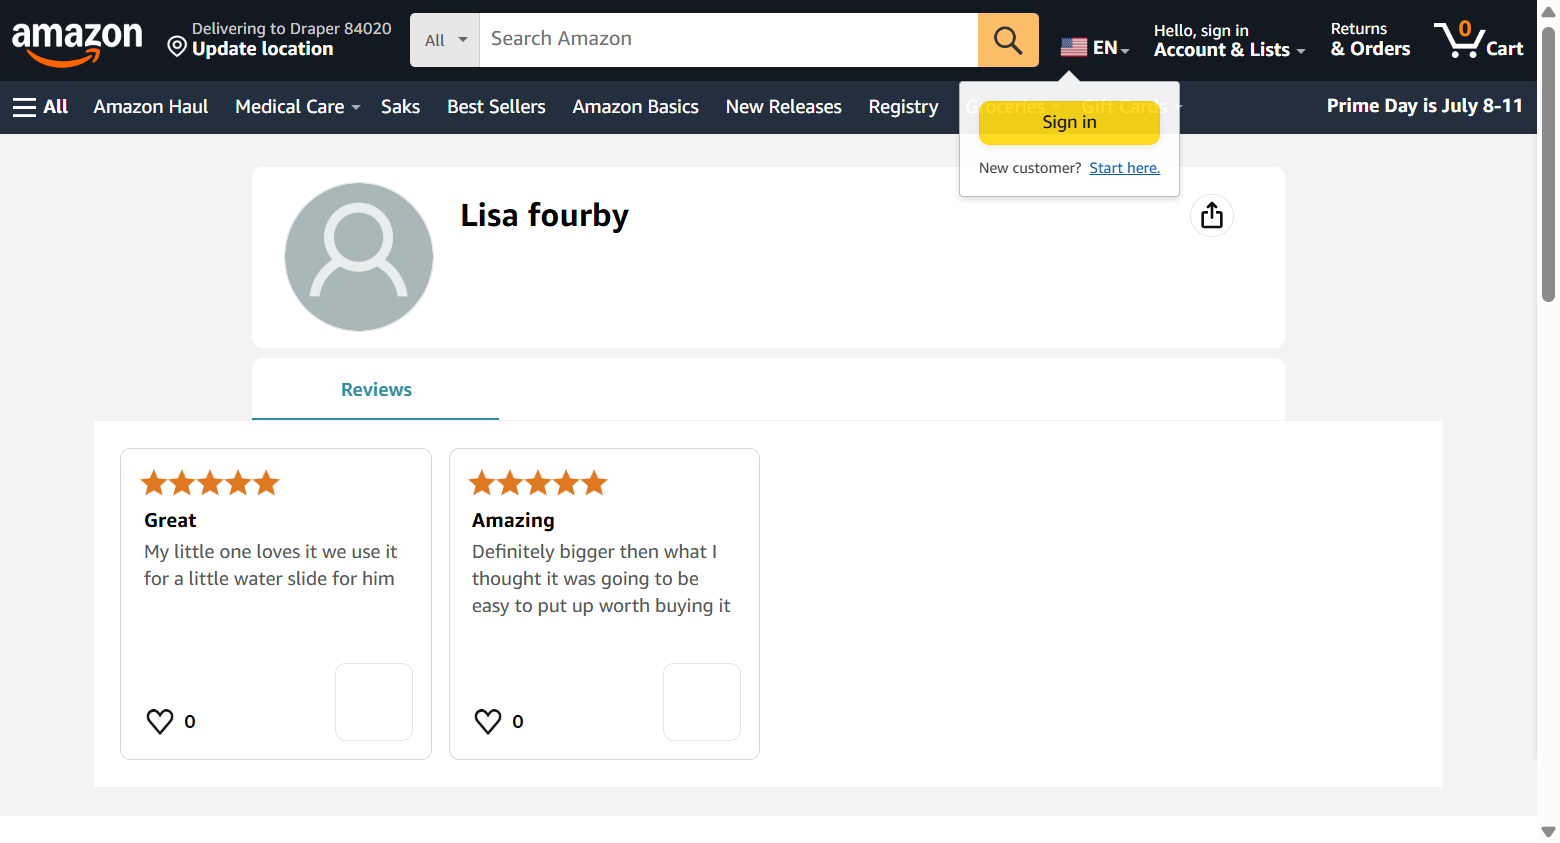 amazon
Delivering to Draper 84020
Update location
All
Search Amazon
EN
Hello, sign in
Account & Lists
Returns
& Orders
0
Cart
All
Amazon Haul
Medical Care
Saks
Best Sellers
Amazon Basics
New Releases
Registry
Groceries
Gift Cards
Prime Day is July 8-11
Sign in
New customer? Start here.
Lisa fourby
Reviews
Great
My little one loves it we use it
for a little water slide for him
0
Amazing
Definitely bigger then what I
thought it was going to be
easy to put up worth buying it
0